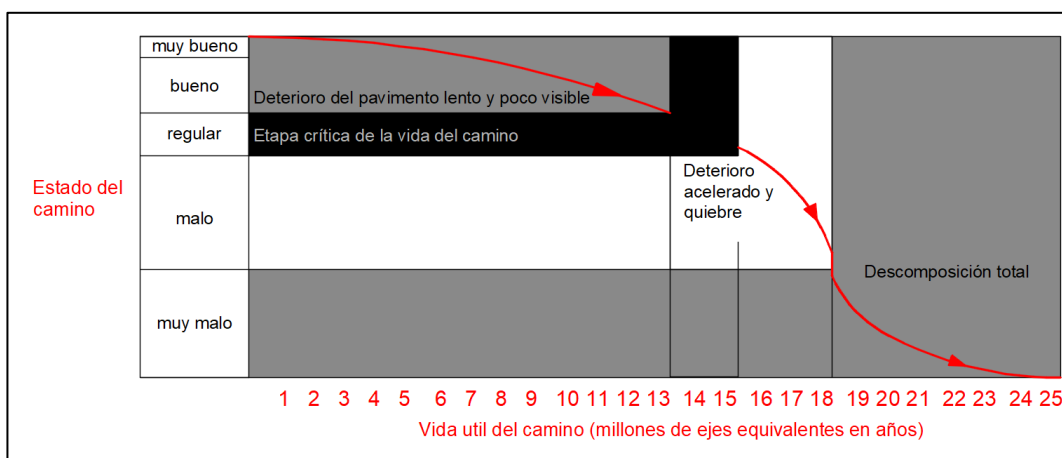 muy bueno
bueno
Deterioro del pavimento lento y poco visible
regular
Etapa crítica de la vida del camino
Estado del
camino
malo
Deterioro
acelerado y
quiebre
Descomposición total
muy malo
1 2 3 4 5 6 7 8 9 10 11 12 13 14 15 16 17 18 19 20 21 22 23 24 25
Vida util del camino (millones de ejes equivalentes en años)